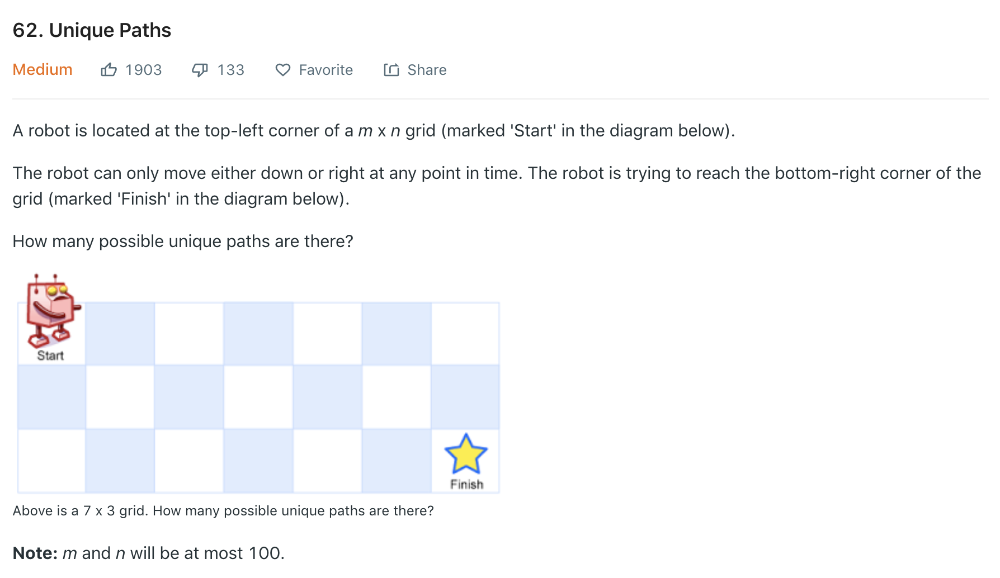 62. Unique Paths
Medium 1903 133 Favorite Share
A robot is located at the top-left corner of a m x n grid (marked 'Start' in the diagram below).
The robot can only move either down or right at any point in time. The robot is trying to reach the bottom-right corner of the
grid (marked 'Finish' in the diagram below).
How many possible unique paths are there?
Start
Finish
Above is a 7 x 3 grid. How many possible unique paths are there?
Note: m and n will be at most 100.